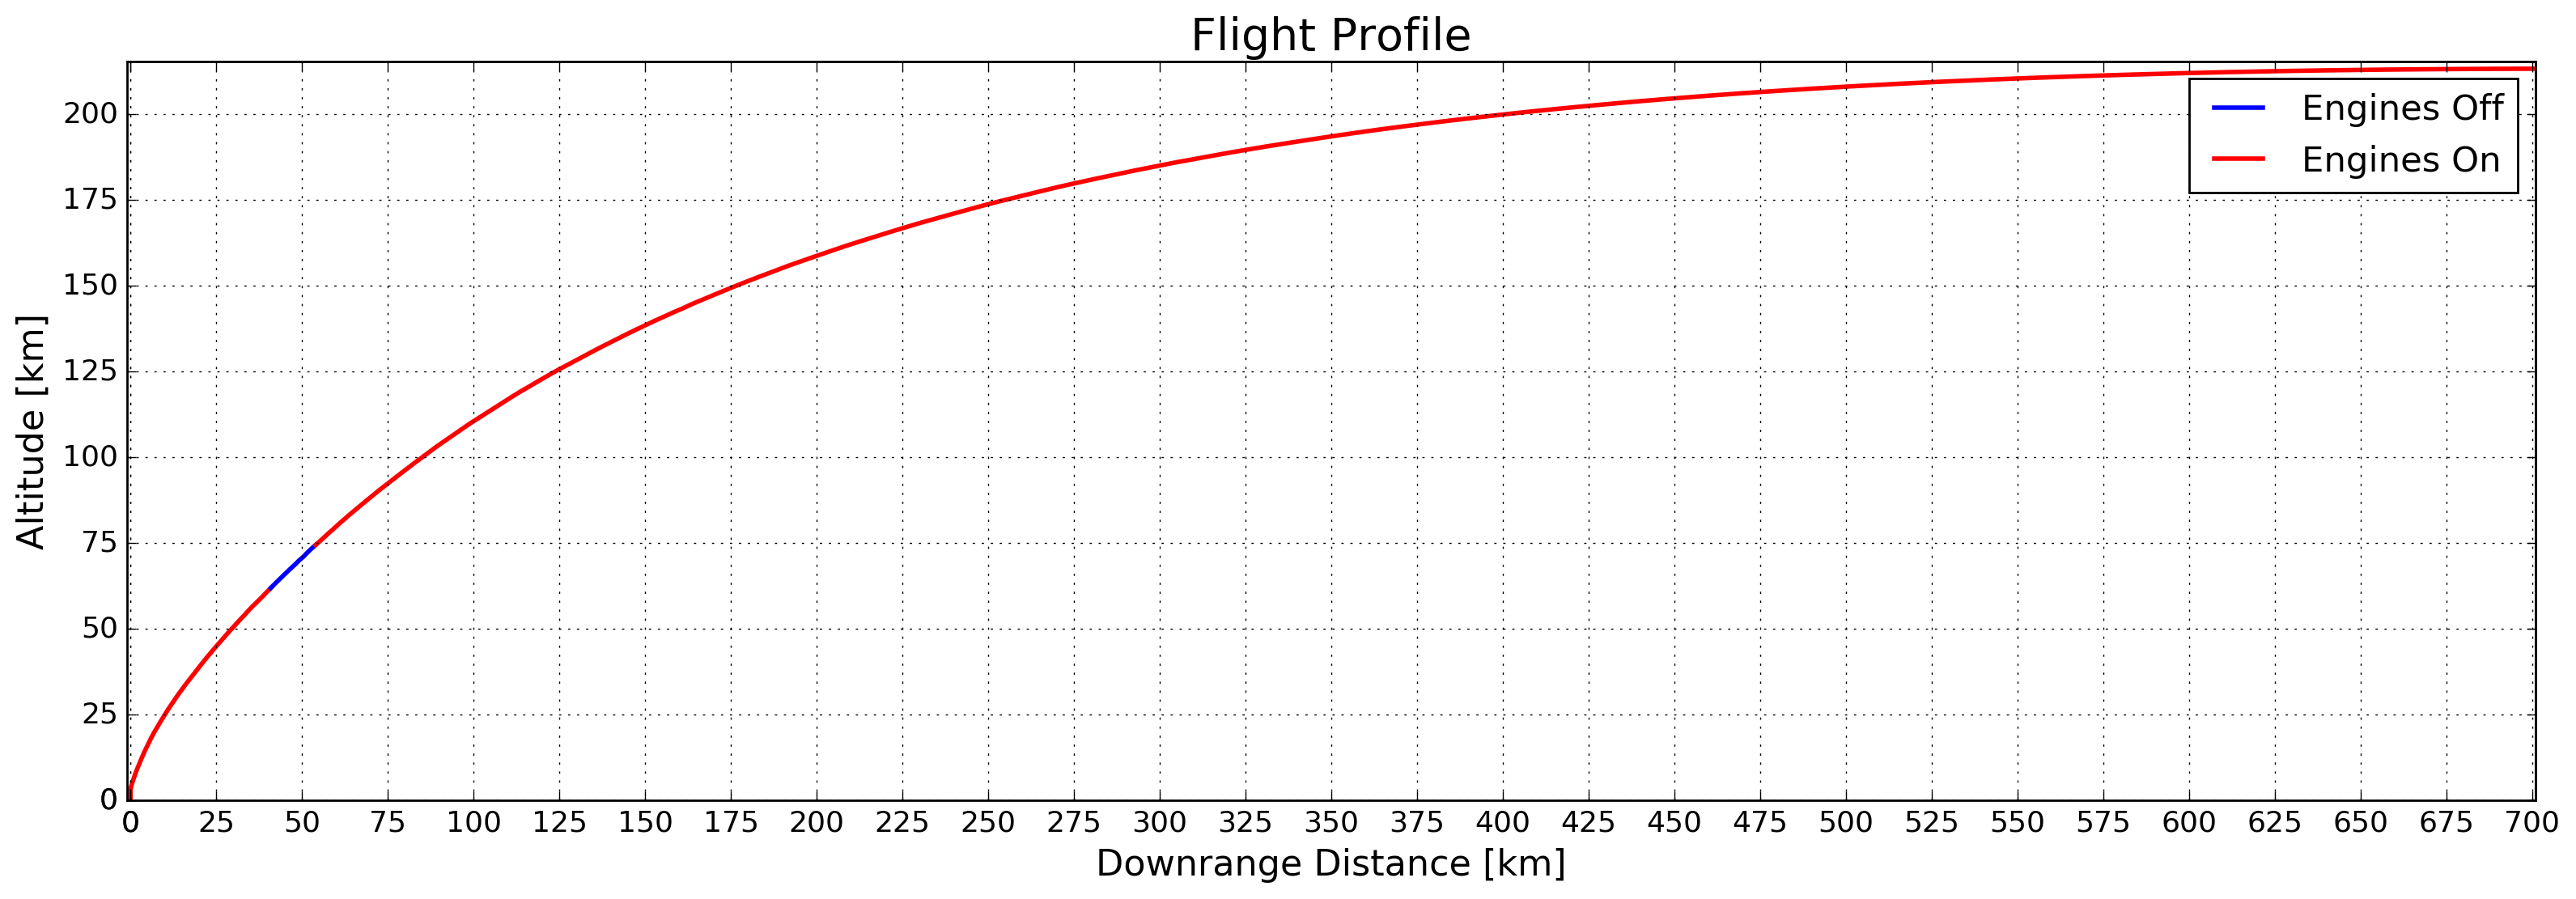 Flight Profile
Engines Off
Engines On
Altitude [km]
200
175
150
125
100
75
50
25
0
0 25 50 75 100 125 150 175 200 225 250 275 300 325 350 375 400 425 450 475 500 525 550 575 600 625 650 675 700
Downrange Distance [km]